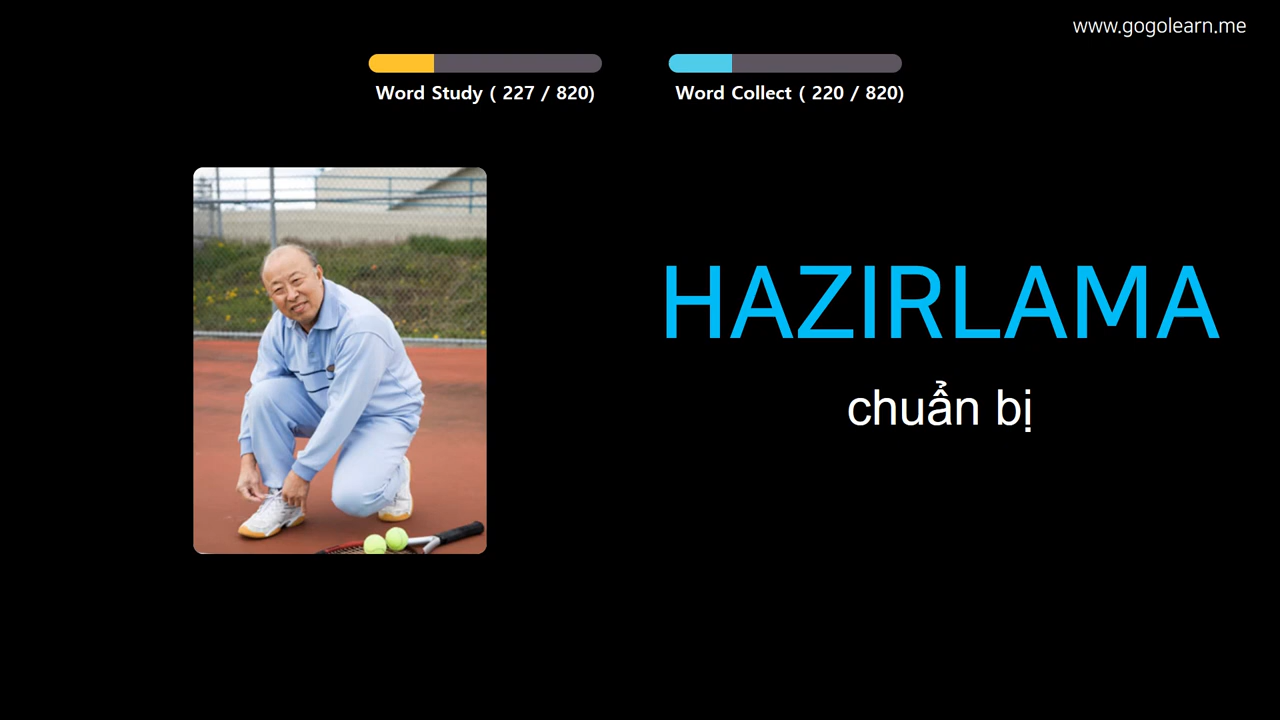 www.gogolearn.me
Word Study ( 227 / 820)
Word Collect ( 220 / 820)
HAZIRLAMA
chuẩn bị